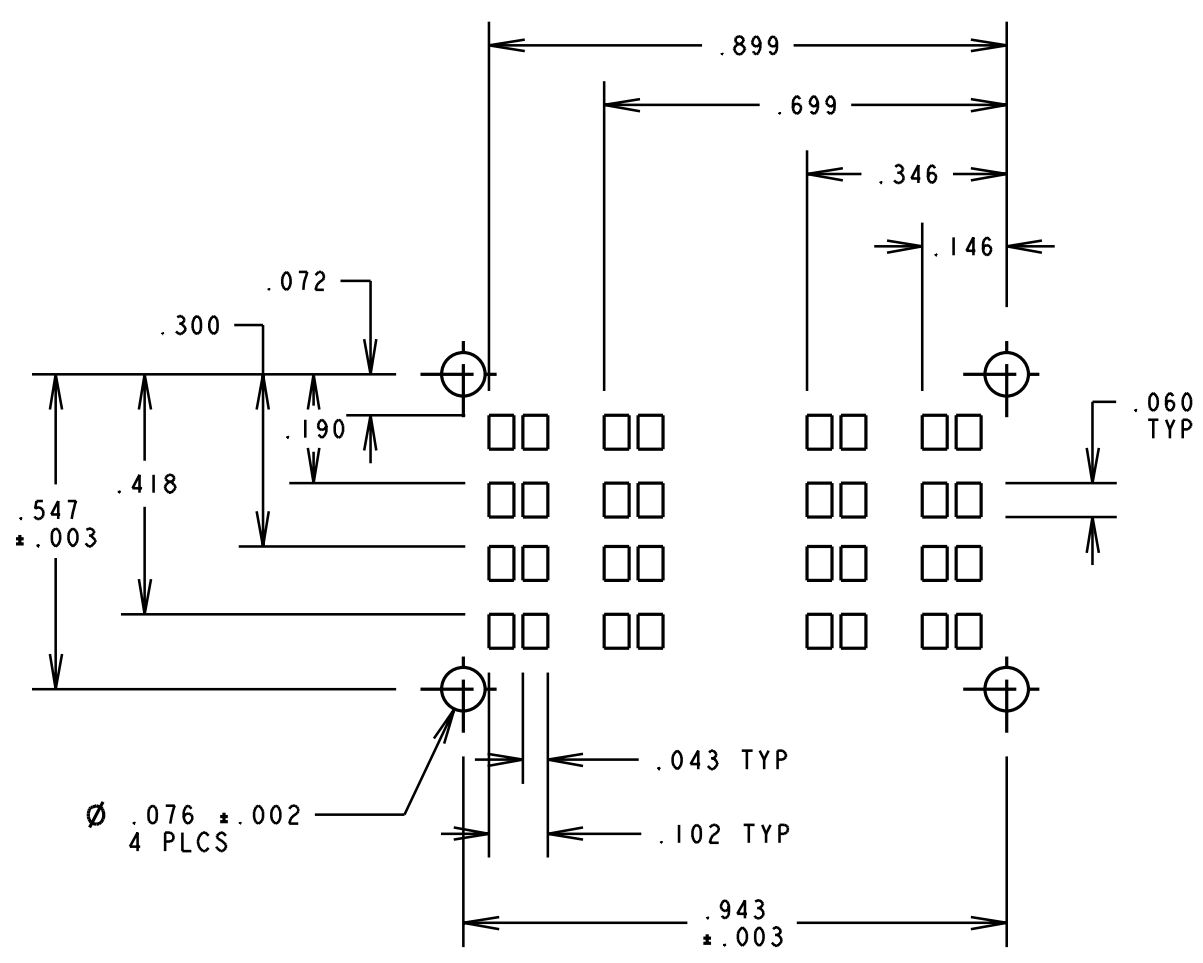 .899
.699
.346
.146
.072
.300
.060
TYP
.190
.418
.547
±.003
.043 TYP
Ø .076 ±.002
4 PLCS
.102 TYP
.943
±.003